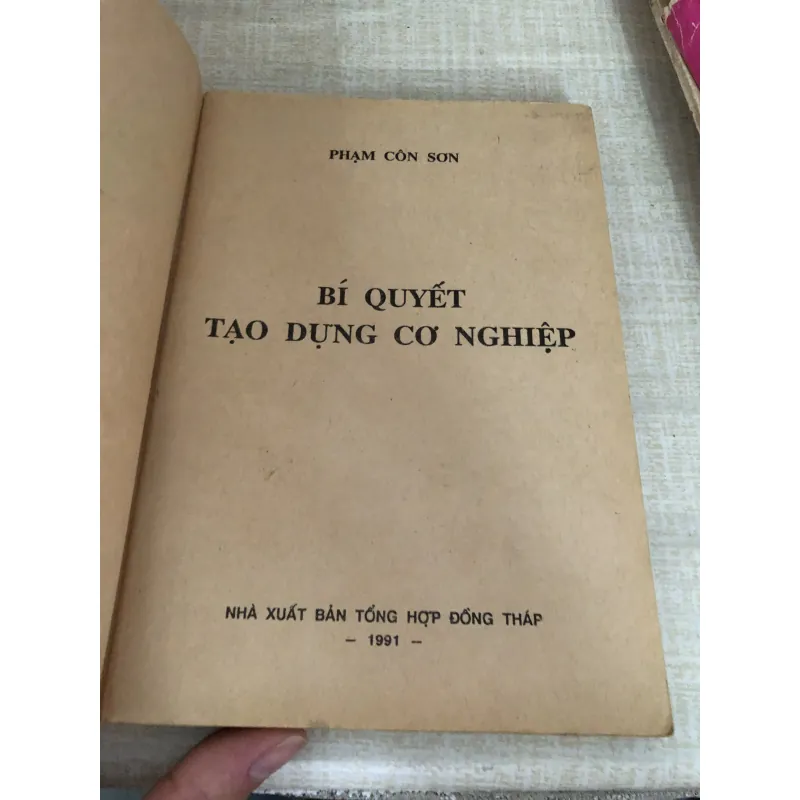 PHẠM CÔN SƠN
BÍ QUYẾT
TẠO DỰNG CƠ NGHIỆP
NHÀ XUẤT BẢN TỔNG HỢP ĐỒNG THÁP
– 1991 –